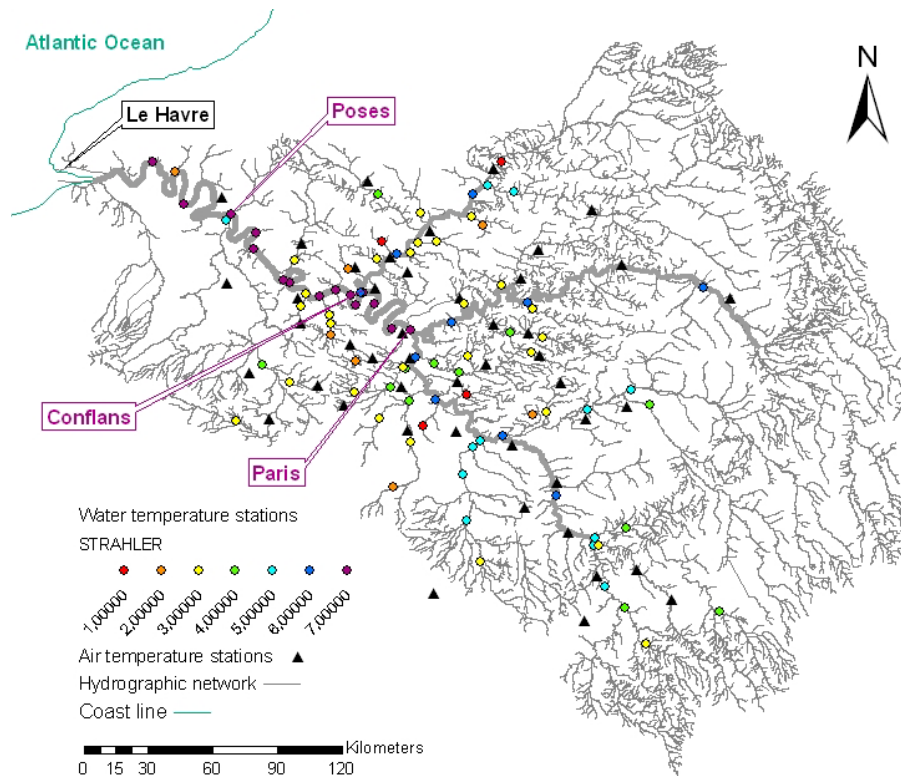 Atlantic Ocean
N
Le Havre
Poses
Conflans
Paris
Water temperature stations
STRAHLER
1,00000
2,00000
3,00000
4,00000
5,00000
6,00000
7,00000
Air temperature stations
Hydrographic network
Coast line
Kilometers
0 15 30 60 90 120